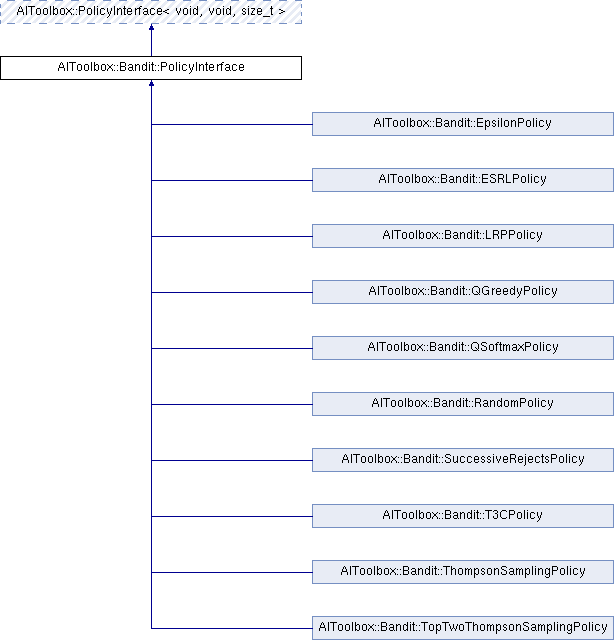 AIToolbox::PolicyInterface< void, void, size_t >
AIToolbox::Bandit::PolicyInterface
AIToolbox::Bandit::EpsilonPolicy
AIToolbox::Bandit::ESRLPolicy
AIToolbox::Bandit::LRPPolicy
AIToolbox::Bandit::QGreedyPolicy
AIToolbox::Bandit::QSoftmaxPolicy
AIToolbox::Bandit::RandomPolicy
AIToolbox::Bandit::SuccessiveRejectsPolicy
AIToolbox::Bandit::T3CPolicy
AIToolbox::Bandit::ThompsonSamplingPolicy
AIToolbox::Bandit::TopTwoThompsonSamplingPolicy